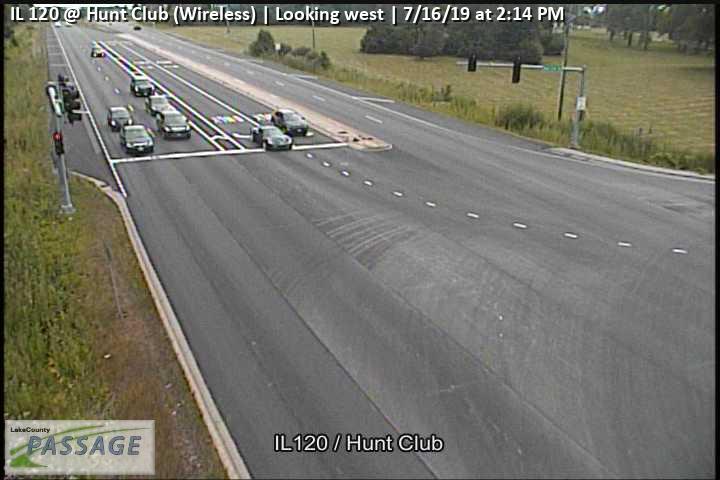 IL 120 @ Hunt Club (Wireless) | Looking west | 7/16/19 at 2:14 PM
LakeCounty
PASSAGE
IL120 / Hunt Club